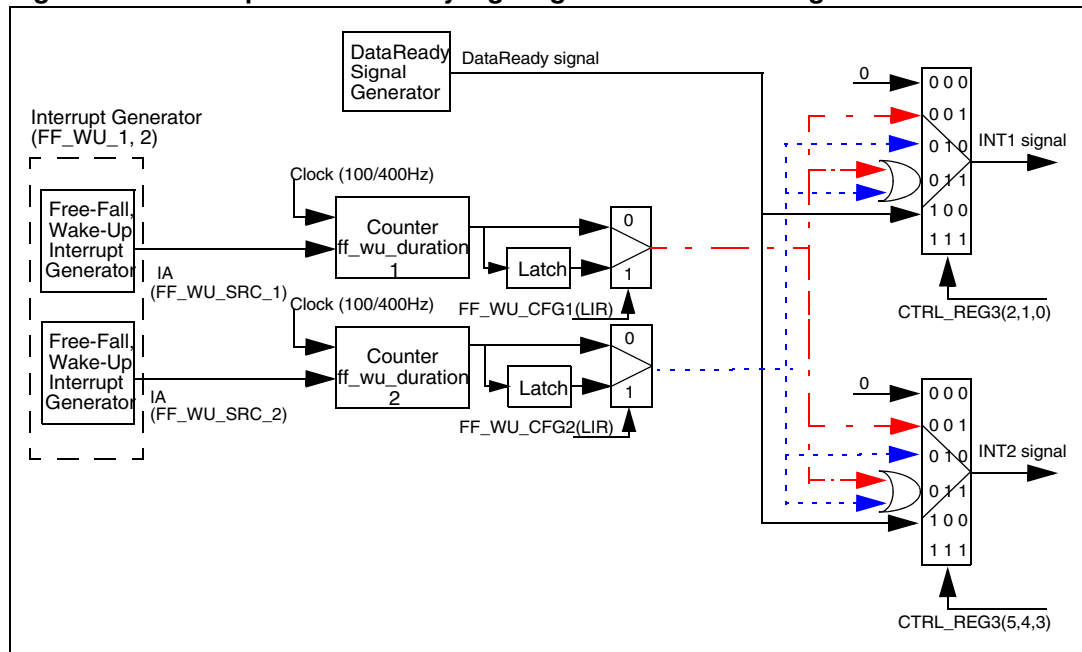 DataReady
Signal
Generator
DataReady signal
Interrupt Generator
(FF_WU_1, 2)
Free-Fall,
Wake-Up
Interrupt
Generator
IA
(FF_WU_SRC_1)
Clock (100/400Hz)
Counter
ff_wu_duration
1
Latch
0
1
FF_WU_CFG1(LIR)
Free-Fall,
Wake-Up
Interrupt
Generator
IA
(FF_WU_SRC_2)
Clock (100/400Hz)
Counter
ff_wu_duration
2
Latch
0
1
FF_WU_CFG2(LIR)
0
0 0 0
0 0 1
0 1 0
0 1 1
1 0 0
1 1 1
INT1 signal
CTRL_REG3(2,1,0)
0
0 0 0
0 0 1
0 1 0
0 1 1
1 0 0
1 1 1
INT2 signal
CTRL_REG3(5,4,3)